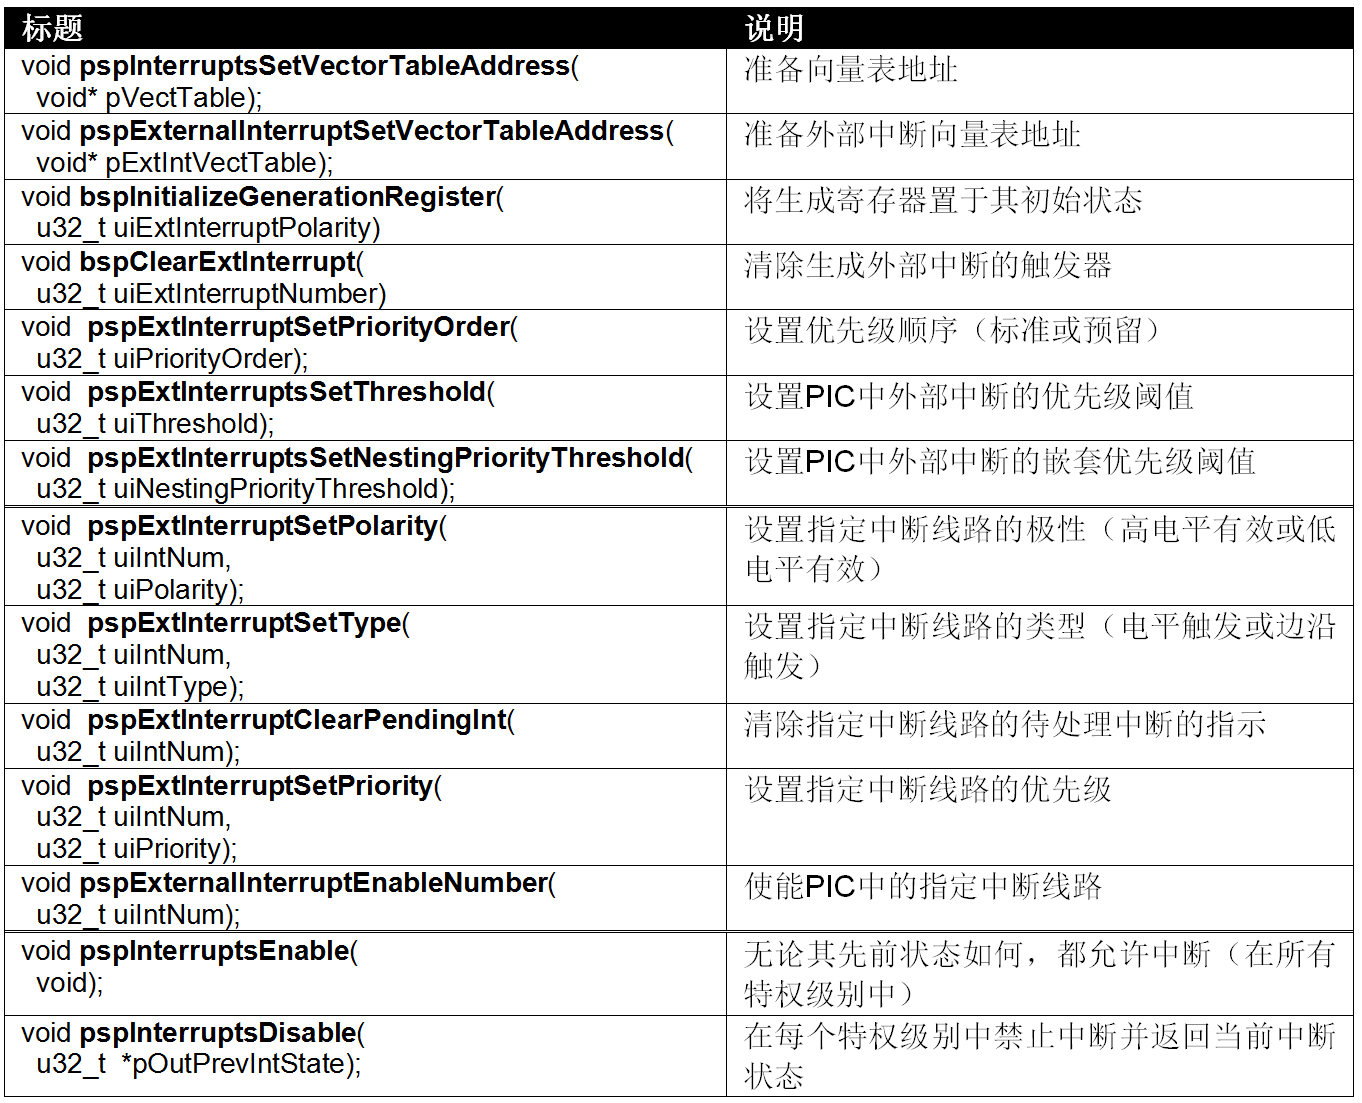 标题
说明
void pspInterruptsSetVectorTableAddress(
void* pVectTable);
准备向量表地址
void pspExternalInterruptSetVectorTableAddress(
void* pExtIntVectTable);
准备外部中断向量表地址
void bspInitializeGenerationRegister(
u32_t uiExtInterruptPolarity)
将生成寄存器置于其初始状态
void bspClearExtInterrupt(
u32_t uiExtInterruptNumber)
清除生成外部中断的触发器
void  pspExtInterruptSetPriorityOrder(
u32_t uiPriorityOrder);
设置优先级顺序（标准或预留）
void  pspExtInterruptsSetThreshold(
u32_t uiThreshold);
设置PIC中外部中断的优先级阈值
void  pspExtInterruptsSetNestingPriorityThreshold(
u32_t uiNestingPriorityThreshold);
设置PIC中外部中断的嵌套优先级阈值
void  pspExtInterruptSetPolarity(
u32_t uiIntNum,
u32_t uiPolarity);
设置指定中断线路的极性（高电平有效或低
电平有效）
void  pspExtInterruptSetType(
u32_t uiIntNum,
u32_t uiIntType);
设置指定中断线路的类型（电平触发或边沿
触发）
void  pspExtInterruptClearPendingInt(
u32_t uiIntNum);
清除指定中断线路的待处理中断的指示
void  pspExtInterruptSetPriority(
u32_t uiIntNum,
u32_t uiPriority);
设置指定中断线路的优先级
void pspExternalInterruptEnableNumber(
u32_t uiIntNum);
使能PIC中的指定中断线路
void pspInterruptsEnable(
void);
无论其先前状态如何，都允许中断（在所有
特权级别中）
void pspInterruptsDisable(
u32_t  *pOutPrevIntState);
在每个特权级别中禁止中断并返回当前中断
状态